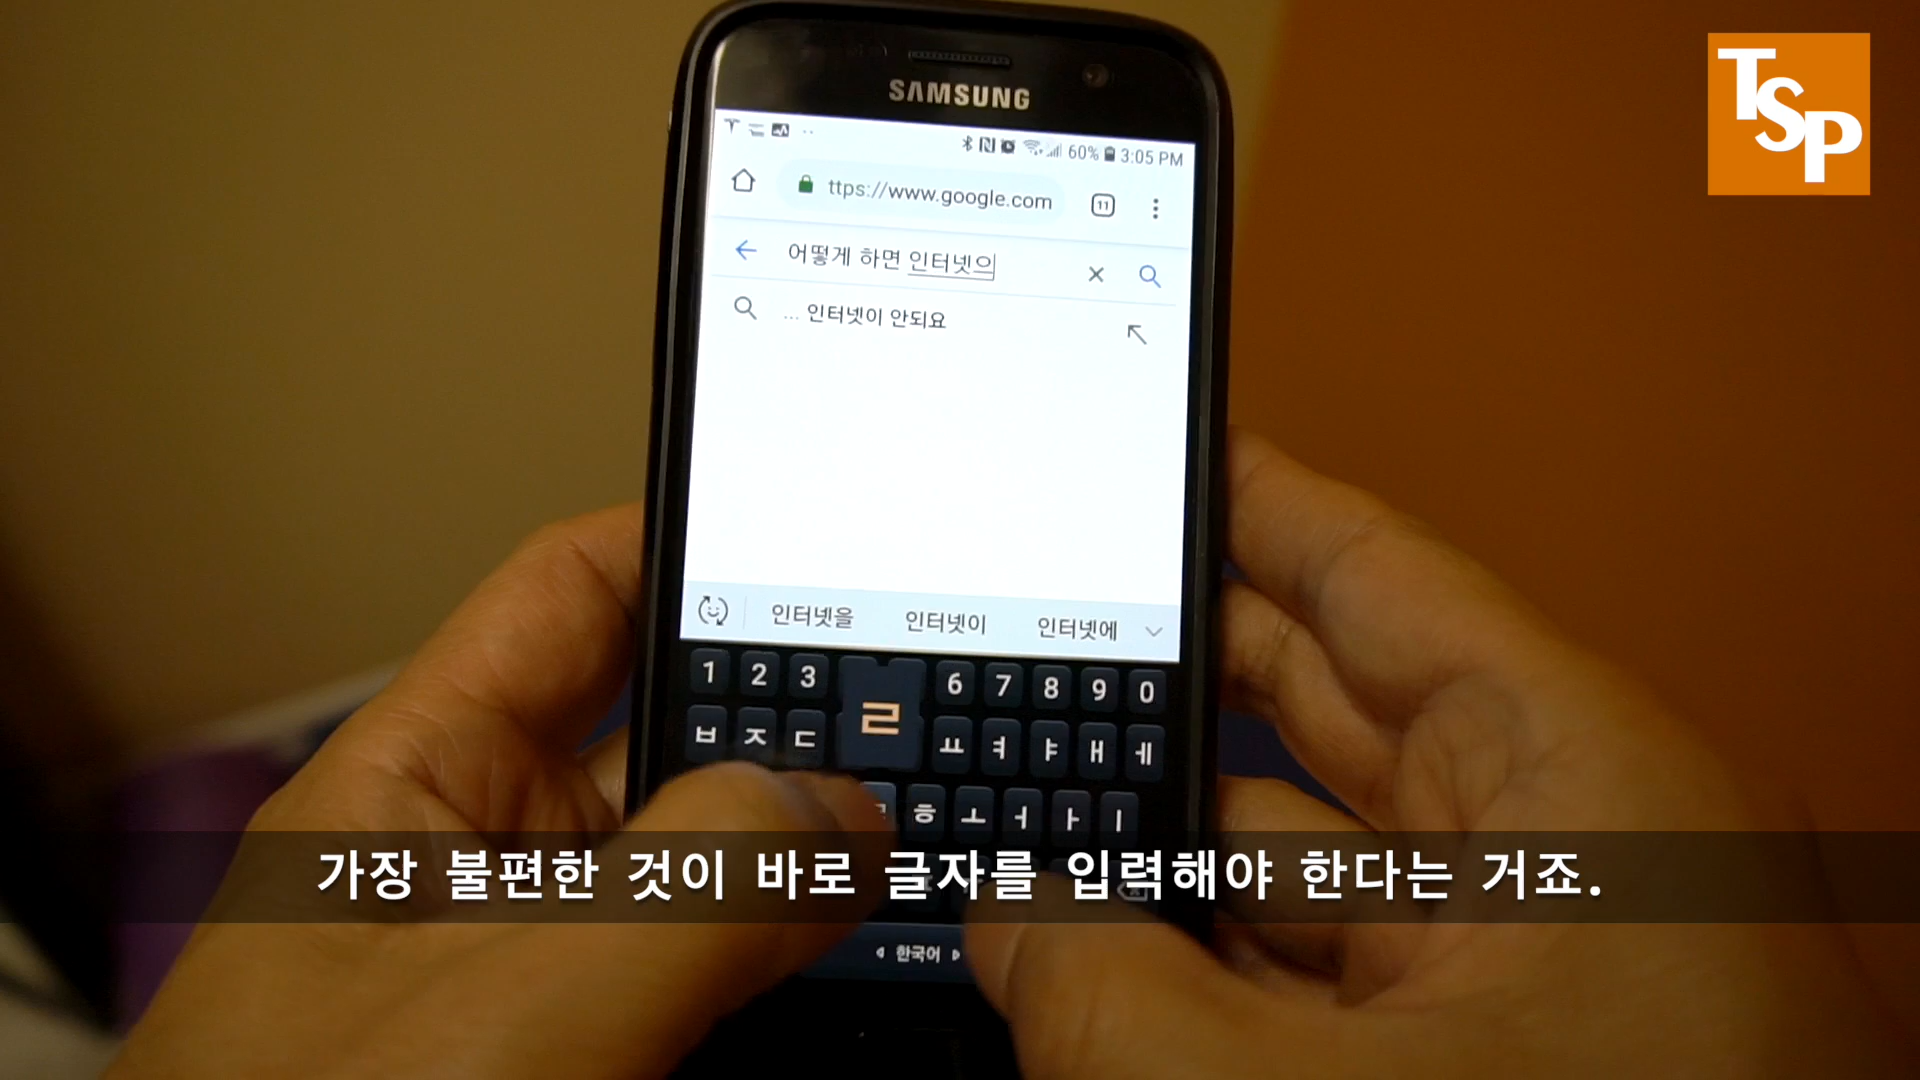 TSP
SAMSUNG
60% 3:05 PM
ttps://www.google.com
11
어떻게 하면 인터넷으
... 인터넷이 안되요
인터넷을 인터넷이 인터넷에
1 2 3 6 7 8 9 0
ㅂ ㅈ ㄷ ㄹ ㅛ ㅕ ㅑ ㅐ ㅔ
ㅎ ㅗ ㅓ ㅏ ㅣ
가장 불편한 것이 바로 글자를 입력해야 한다는 거죠.
한국어